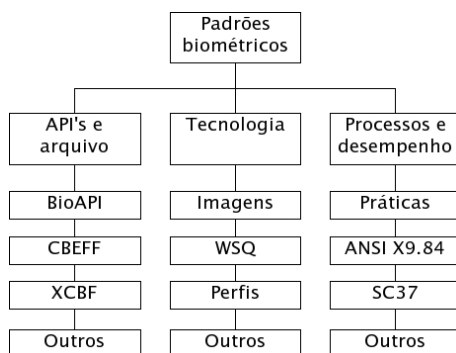 Padrões
biométricos
API's e
arquivo
BioAPI
CBEFF
XCBF
Outros
Tecnologia
Imagens
WSQ
Perfis
Outros
Processos e
desempenho
Práticas
ANSI X9.84
SC37
Outros